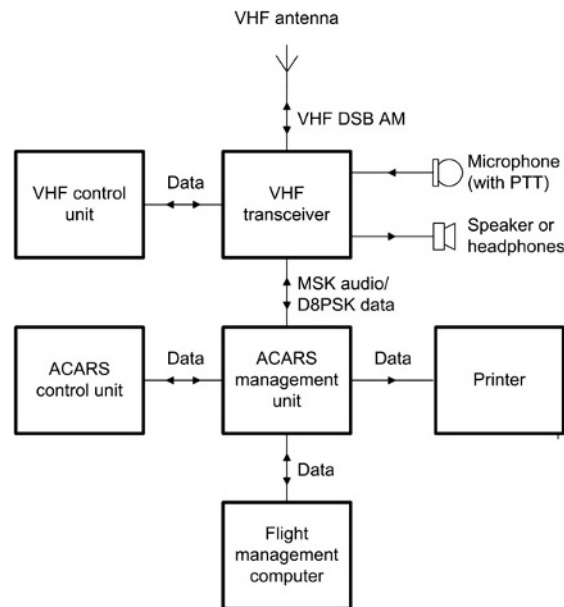 VHF antenna
VHF DSB AM
VHF control
unit
Data
VHF
transceiver
Microphone
(with PTT)
Speaker or
headphones
MSK audio/
D8PSK data
ACARS
control unit
Data
ACARS
management
unit
Data
Printer
Data
Flight
management
computer